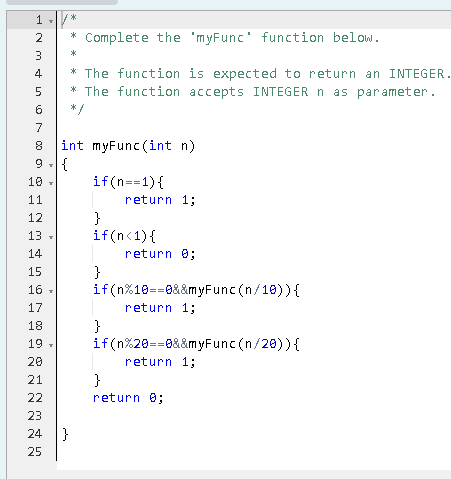 1 /*
2  * Complete the 'myFunc' function below.
3  *
4  * The function is expected to return an INTEGER.
5  * The function accepts INTEGER n as parameter.
6  */
7
8 int myFunc(int n)
9 {
10     if(n==1){
11         return 1;
12     }
13     if(n<1){
14         return 0;
15     }
16     if(n%10==0&&myFunc(n/10)){
17         return 1;
18     }
19     if(n%20==0&&myFunc(n/20)){
20         return 1;
21     }
22     return 0;
23
24 }
25